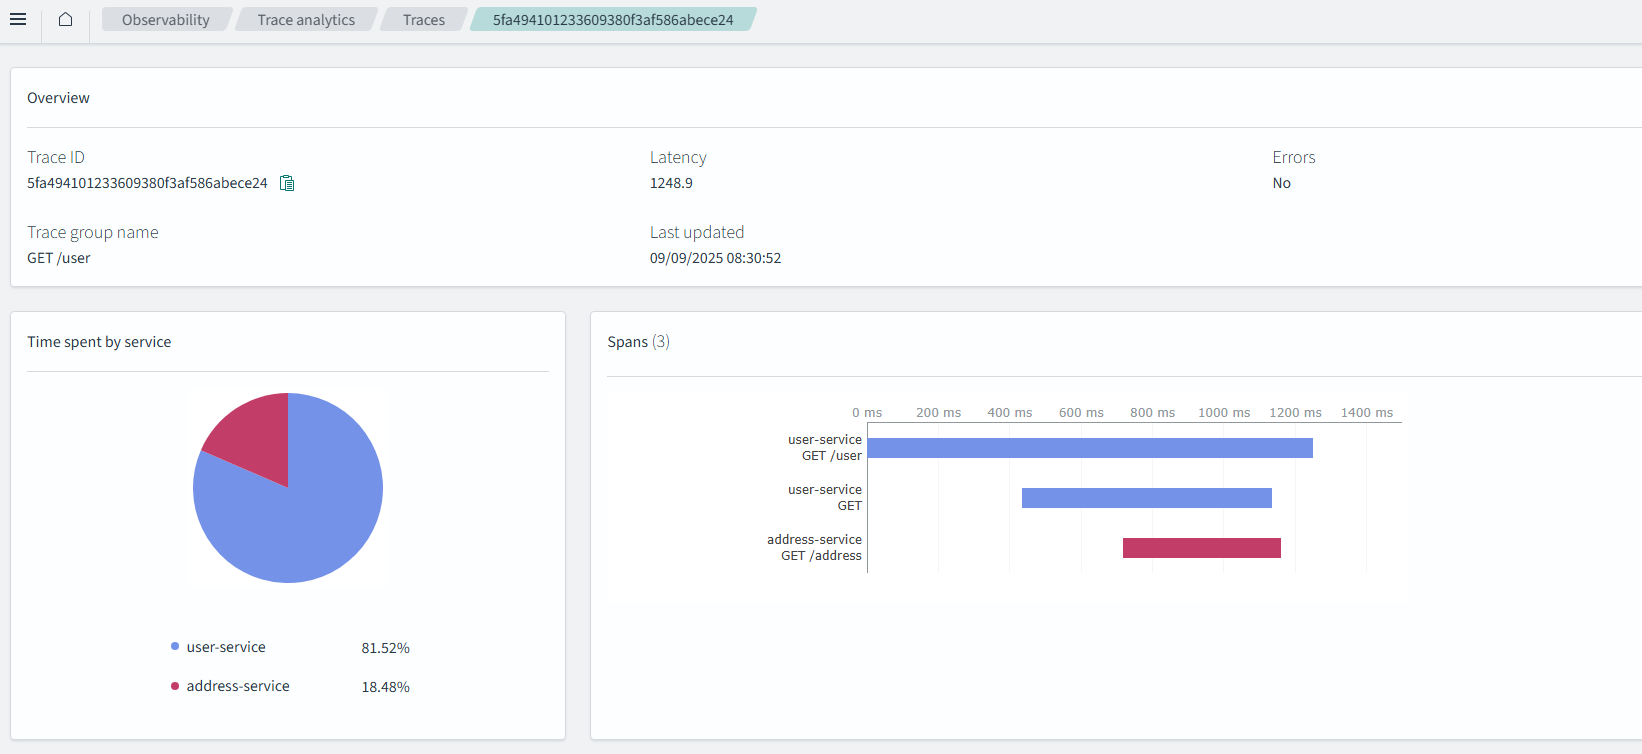 Observability
Trace analytics
Traces
5fa494101233609380f3af586abece24
Overview
Trace ID
5fa494101233609380f3af586abece24
Latency
1248.9
Errors
No
Trace group name
GET /user
Last updated
09/09/2025 08:30:52
Time spent by service
user-service 81.52%
address-service 18.48%
Spans (3)
0 ms 200 ms 400 ms 600 ms 800 ms 1000 ms 1200 ms 1400 ms
user-service
GET /user
user-service
GET
address-service
GET /address